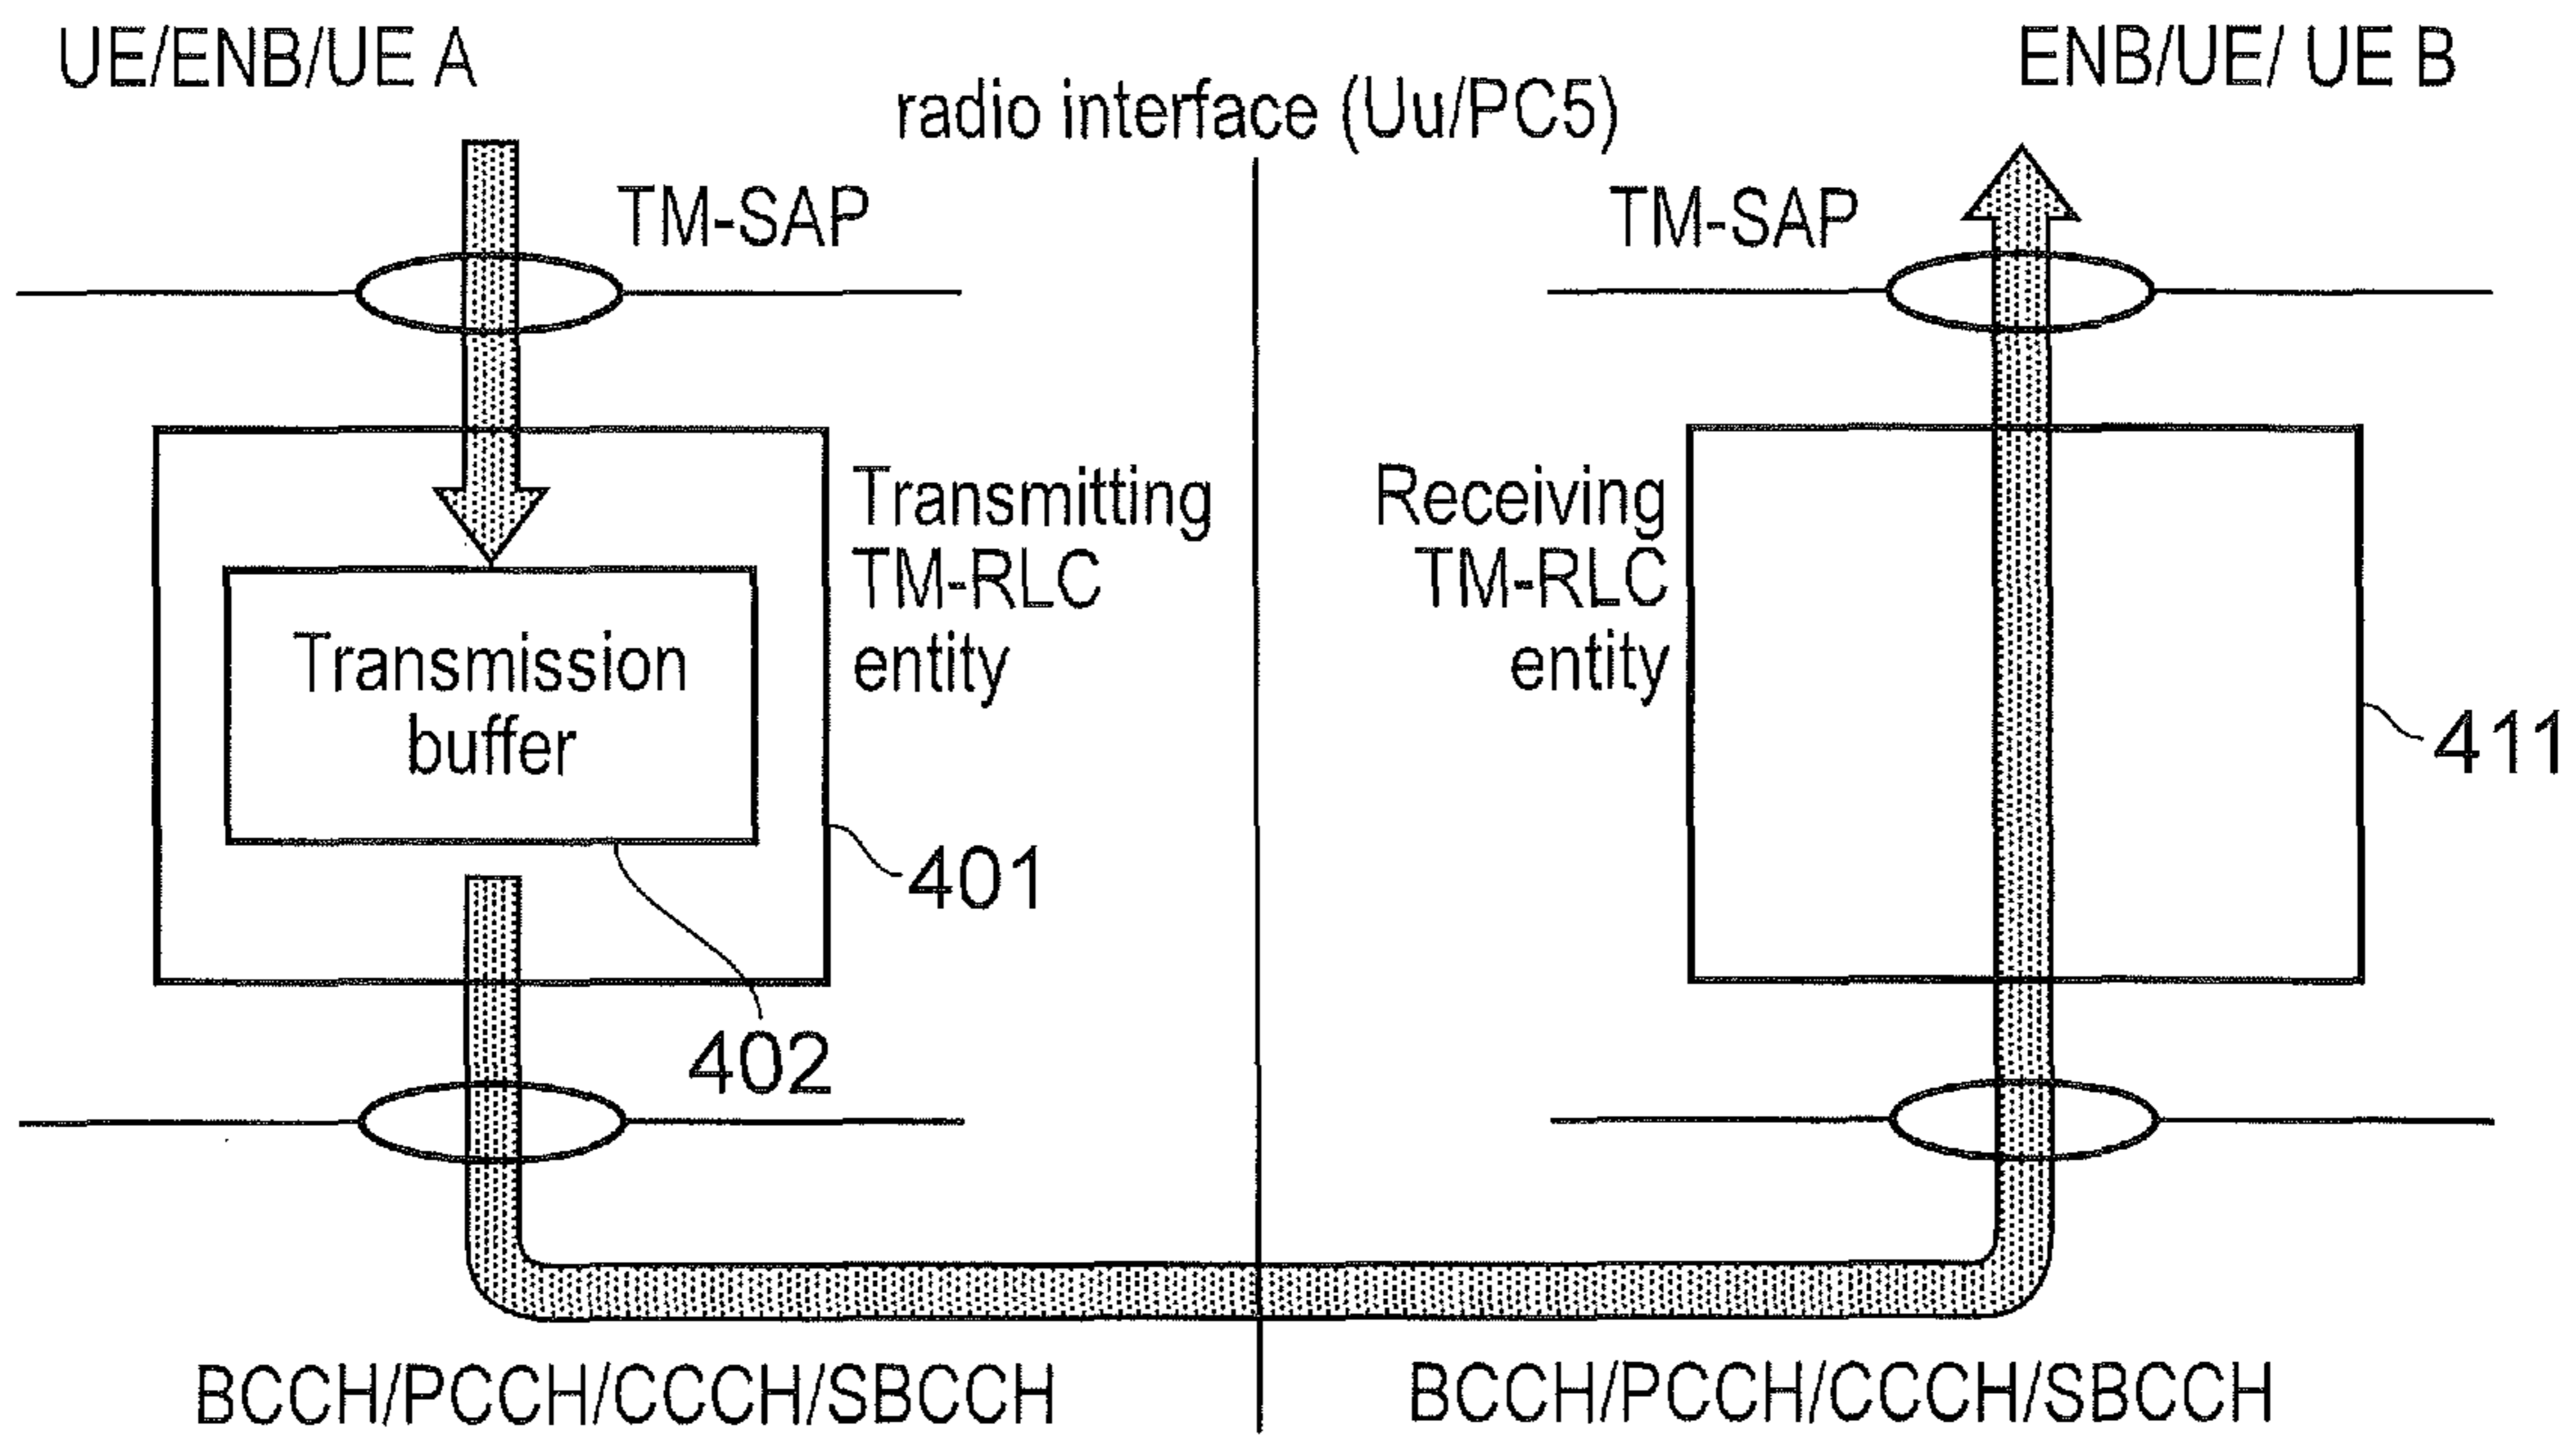 UE/ENB/UE A
radio interface (Uu/PC5)
ENB/UE/ UE B
TM-SAP
TM-SAP
Transmitting
TM-RLC
entity
Transmission
buffer
401
402
Receiving
TM-RLC
entity
411
BCCH/PCCH/CCCH/SBCCH
BCCH/PCCH/CCCH/SBCCH